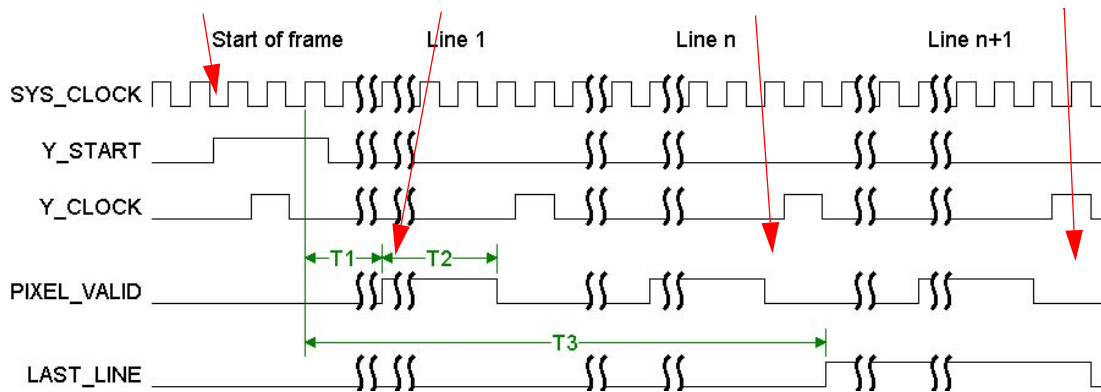 Start of frame Line 1 Line n Line n+1
SYS_CLOCK
Y_START
Y_CLOCK
T1 T2
PIXEL_VALID
T3
LAST_LINE